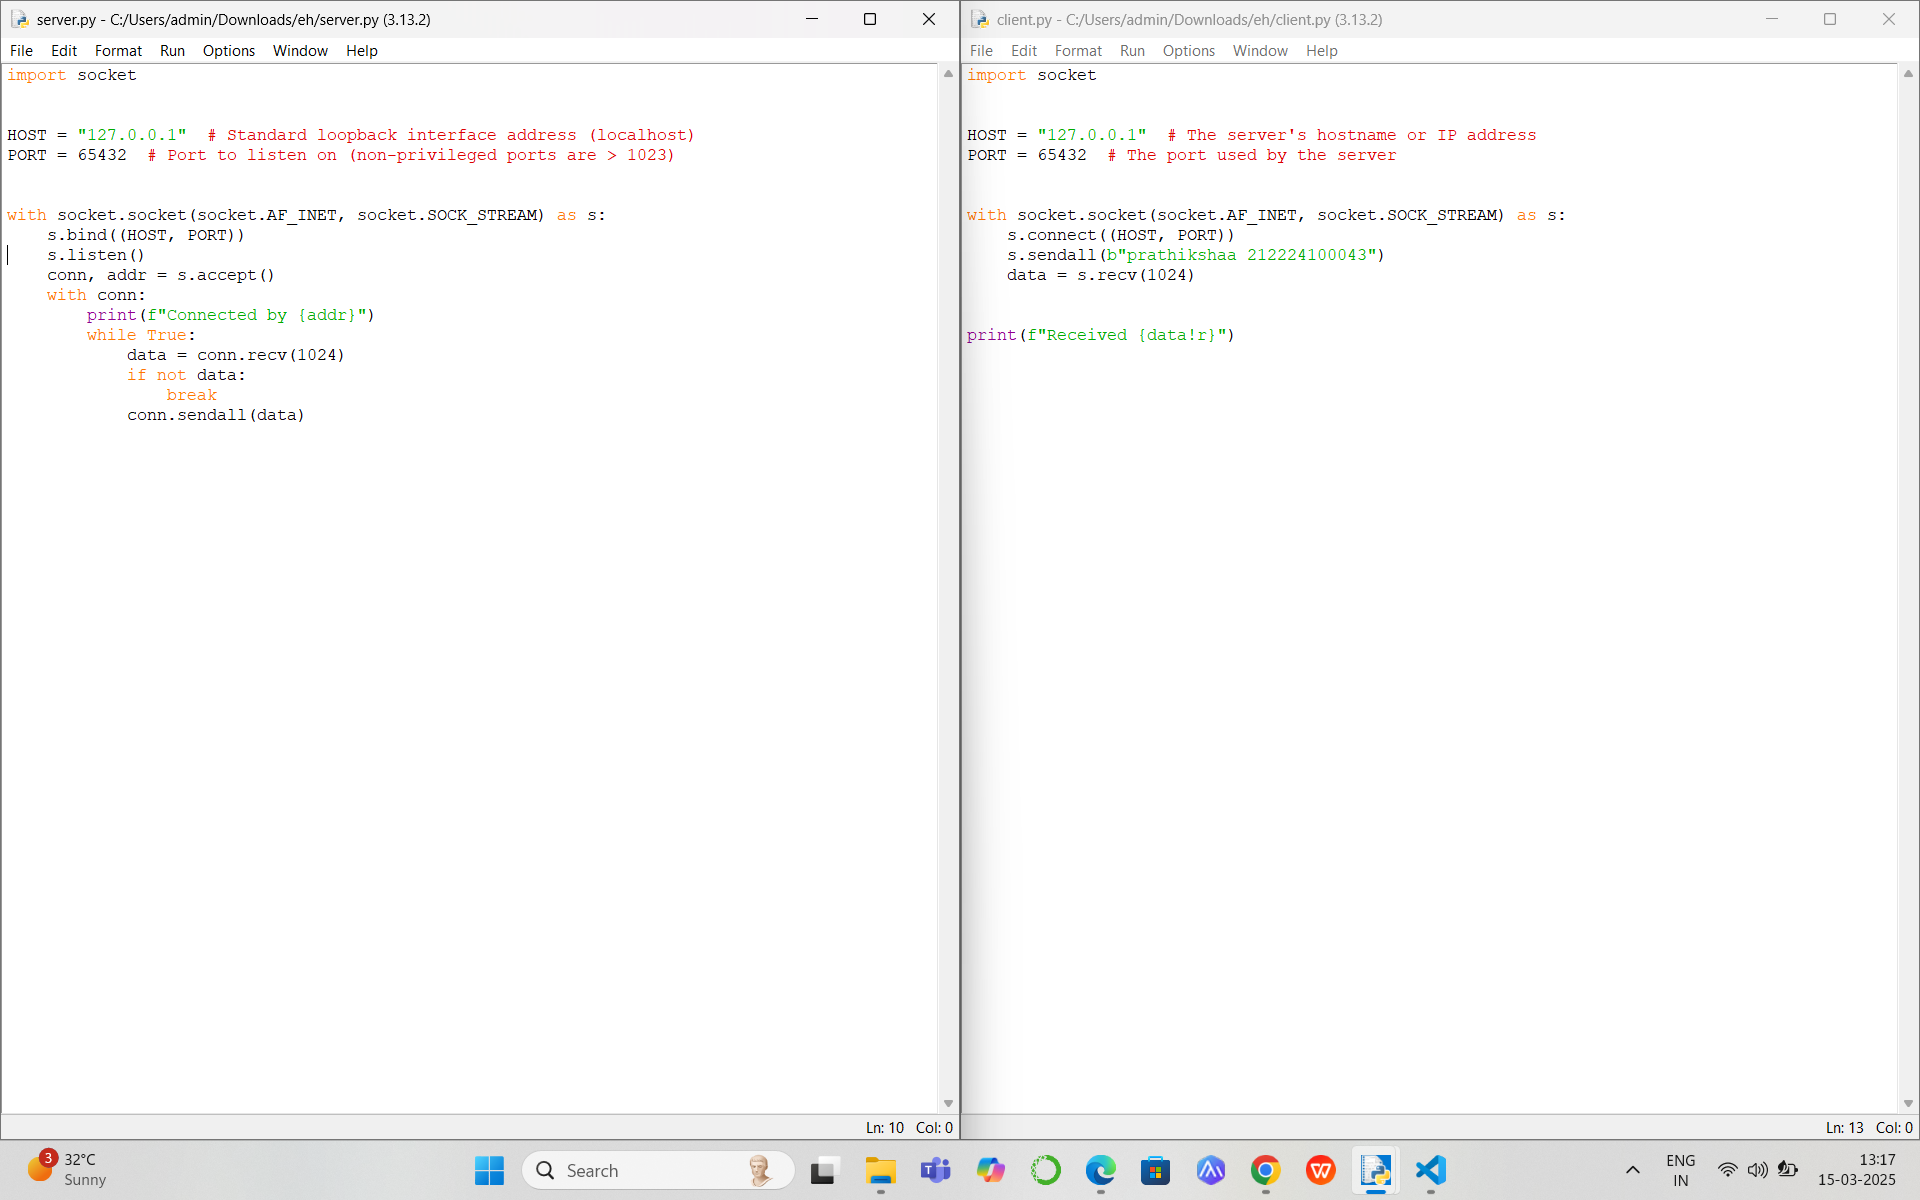 server.py - C:/Users/admin/Downloads/eh/server.py (3.13.2)
File Edit Format Run Options Window Help
import socket
HOST = "127.0.0.1"  # Standard loopback interface address (localhost)
PORT = 65432  # Port to listen on (non-privileged ports are > 1023)
with socket.socket(socket.AF_INET, socket.SOCK_STREAM) as s:
    s.bind((HOST, PORT))
    s.listen()
    conn, addr = s.accept()
    with conn:
        print(f"Connected by {addr}")
        while True:
            data = conn.recv(1024)
            if not data:
                break
            conn.sendall(data)
Ln: 10 Col: 0
client.py - C:/Users/admin/Downloads/eh/client.py (3.13.2)
File Edit Format Run Options Window Help
import socket
HOST = "127.0.0.1"  # The server's hostname or IP address
PORT = 65432  # The port used by the server
with socket.socket(socket.AF_INET, socket.SOCK_STREAM) as s:
    s.connect((HOST, PORT))
    s.sendall(b"prathikshaa 212224100043")
    data = s.recv(1024)
print(f"Received {data!r}")
Ln: 13 Col: 0
3
32°C
Sunny
Search
ENG
IN
13:17
15-03-2025